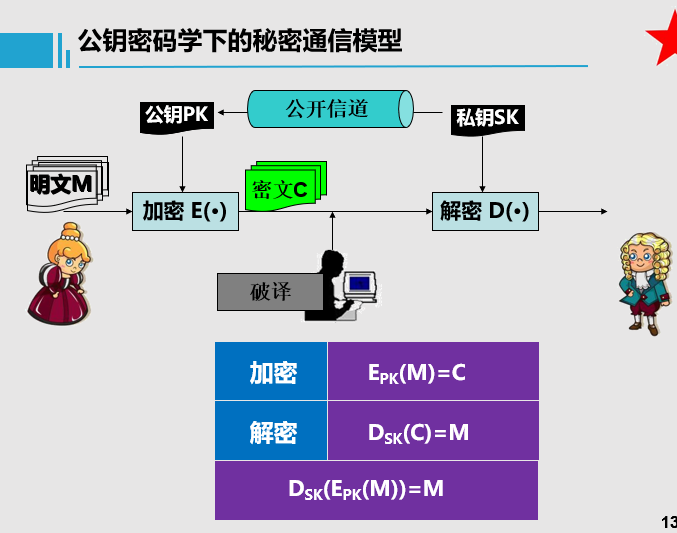 公钥密码学下的秘密通信模型
公钥PK
公开信道
私钥SK
明文M
加密 E(•)
密文C
解密 D(•)
破译
加密
EPK(M)=C
解密
DSK(C)=M
DSK(EPK(M))=M
13